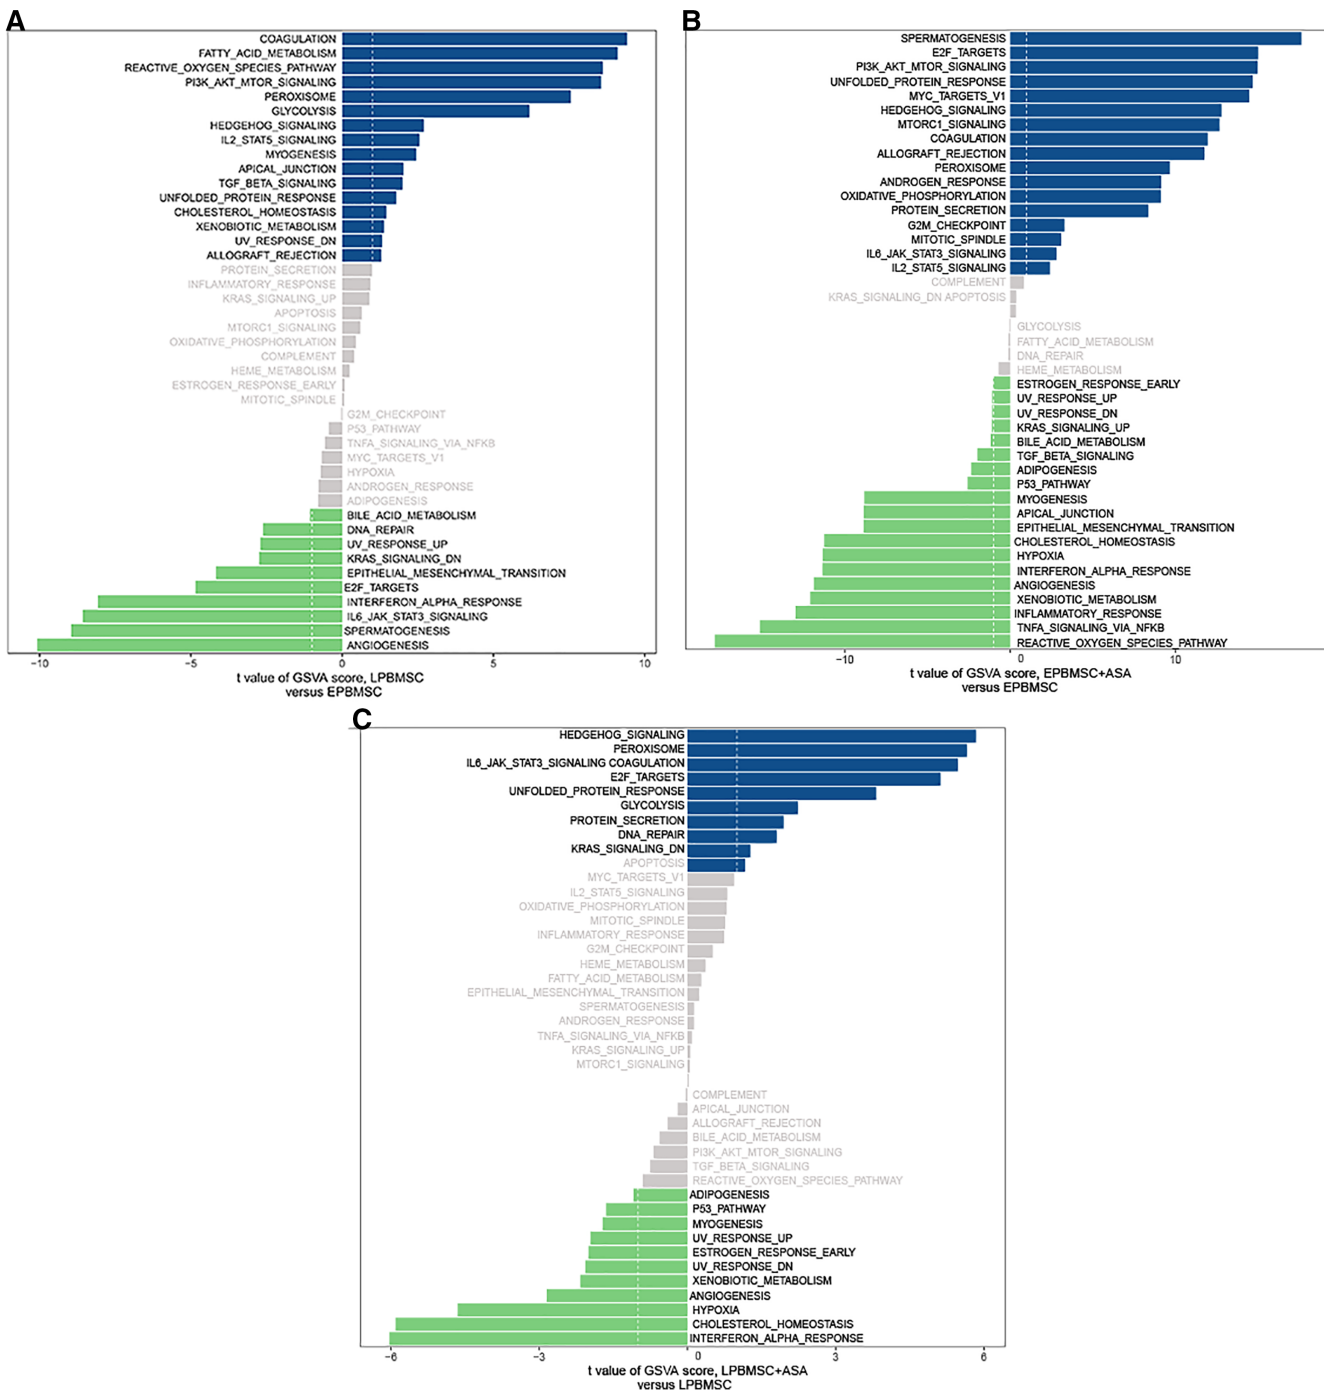 A
COAGULATION
FATTY_ACID_METABOLISM
REACTIVE_OXYGEN_SPECIES_PATHWAY
PI3K_AKT_MTOR_SIGNALING
PEROXISOME
GLYCOLYSIS
HEDGEHOG_SIGNALING
IL2_STAT5_SIGNALING
MYOGENESIS
APICAL_JUNCTION
TGF_BETA_SIGNALING
UNFOLDED_PROTEIN_RESPONSE
CHOLESTEROL_HOMEOSTASIS
XENOBIOTIC_METABOLISM
UV_RESPONSE_DN
ALLOGRAFT_REJECTION
PROTEIN_SECRETION
INFLAMMATORY_RESPONSE
KRAS_SIGNALING_UP
APOPTOSIS
MTORC1_SIGNALING
OXIDATIVE_PHOSPHORYLATION
COMPLEMENT
HEME_METABOLISM
ESTROGEN_RESPONSE_EARLY
MITOTIC_SPINDLE
G2M_CHECKPOINT
P53_PATHWAY
TNFA_SIGNALING_VIA_NFKB
MYC_TARGETS_V1
HYPOXIA
ANDROGEN_RESPONSE
ADIPOGENESIS
BILE_ACID_METABOLISM
DNA_REPAIR
UV_RESPONSE_UP
KRAS_SIGNALING_DN
EPITHELIAL_MESENCHYMAL_TRANSITION
E2F_TARGETS
INTERFERON_ALPHA_RESPONSE
IL6_JAK_STAT3_SIGNALING
SPERMATOGENESIS
ANGIOGENESIS
−10 −5 0 5 10
t value of GSVA score, LPBMSC
versus EPBMSC
B
SPERMATOGENESIS
E2F_TARGETS
PI3K_AKT_MTOR_SIGNALING
UNFOLDED_PROTEIN_RESPONSE
MYC_TARGETS_V1
HEDGEHOG_SIGNALING
MTORC1_SIGNALING
COAGULATION
ALLOGRAFT_REJECTION
PEROXISOME
ANDROGEN_RESPONSE
OXIDATIVE_PHOSPHORYLATION
PROTEIN_SECRETION
G2M_CHECKPOINT
MITOTIC_SPINDLE
IL6_JAK_STAT3_SIGNALING
IL2_STAT5_SIGNALING
COMPLEMENT
KRAS_SIGNALING_DN APOPTOSIS
GLYCOLYSIS
FATTY_ACID_METABOLISM
DNA_REPAIR
HEME_METABOLISM
ESTROGEN_RESPONSE_EARLY
UV_RESPONSE_UP
UV_RESPONSE_DN
KRAS_SIGNALING_UP
BILE_ACID_METABOLISM
TGF_BETA_SIGNALING
ADIPOGENESIS
P53_PATHWAY
MYOGENESIS
APICAL_JUNCTION
EPITHELIAL_MESENCHYMAL_TRANSITION
CHOLESTEROL_HOMEOSTASIS
HYPOXIA
INTERFERON_ALPHA_RESPONSE
ANGIOGENESIS
XENOBIOTIC_METABOLISM
INFLAMMATORY_RESPONSE
TNFA_SIGNALING_VIA_NFKB
REACTIVE_OXYGEN_SPECIES_PATHWAY
−10 0 10
t value of GSVA score, EPBMSC+ASA
versus EPBMSC
C
HEDGEHOG_SIGNALING
PEROXISOME
IL6_JAK_STAT3_SIGNALING COAGULATION
E2F_TARGETS
UNFOLDED_PROTEIN_RESPONSE
GLYCOLYSIS
PROTEIN_SECRETION
DNA_REPAIR
KRAS_SIGNALING_DN
APOPTOSIS
MYC_TARGETS_V1
IL2_STAT5_SIGNALING
OXIDATIVE_PHOSPHORYLATION
MITOTIC_SPINDLE
INFLAMMATORY_RESPONSE
G2M_CHECKPOINT
HEME_METABOLISM
FATTY_ACID_METABOLISM
EPITHELIAL_MESENCHYMAL_TRANSITION
SPERMATOGENESIS
ANDROGEN_RESPONSE
TNFA_SIGNALING_VIA_NFKB
KRAS_SIGNALING_UP
MTORC1_SIGNALING
COMPLEMENT
APICAL_JUNCTION
ALLOGRAFT_REJECTION
BILE_ACID_METABOLISM
PI3K_AKT_MTOR_SIGNALING
TGF_BETA_SIGNALING
REACTIVE_OXYGEN_SPECIES_PATHWAY
ADIPOGENESIS
P53_PATHWAY
MYOGENESIS
UV_RESPONSE_UP
ESTROGEN_RESPONSE_EARLY
UV_RESPONSE_DN
XENOBIOTIC_METABOLISM
ANGIOGENESIS
HYPOXIA
CHOLESTEROL_HOMEOSTASIS
INTERFERON_ALPHA_RESPONSE
−6 −3 0 3 6
t value of GSVA score, LPBMSC+ASA
versus LPBMSC